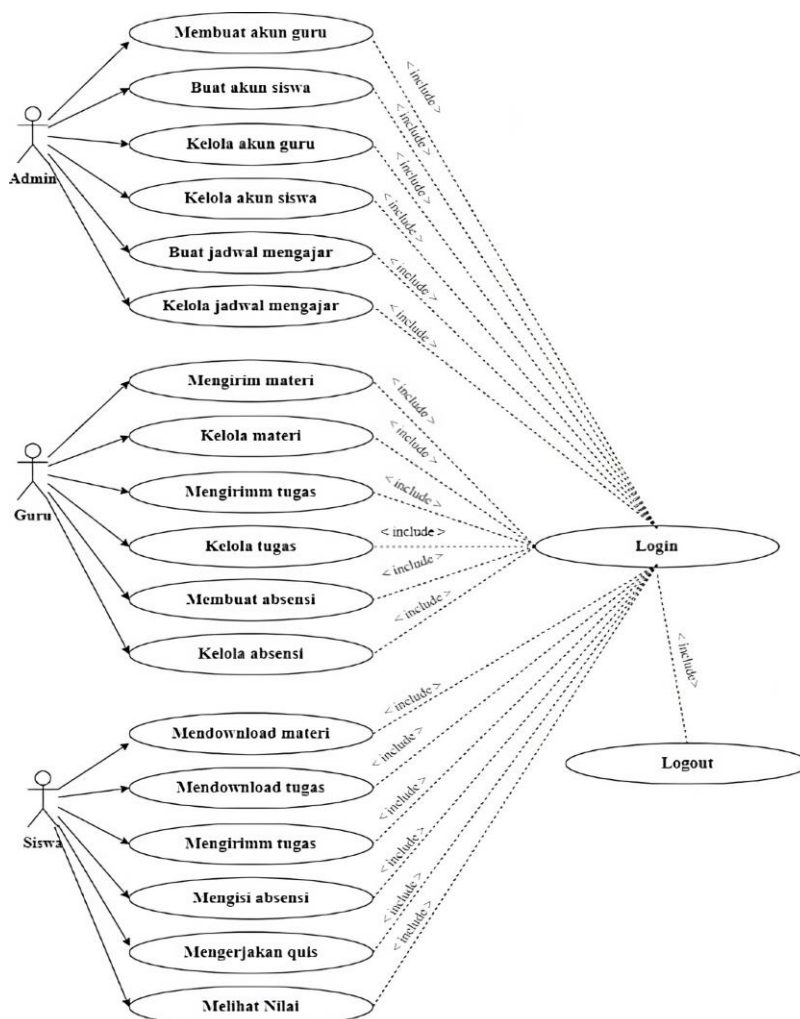 Membuat akun guru
< include >
Buat akun siswa
< include >
Kelola akun guru
< include >
Admin
Kelola akun siswa
< include >
Buat jadwal mengajar
< include >
Kelola jadwal mengajar
< include >
Mengirim materi
< include >
Kelola materi
< include >
Mengirimm tugas
< include >
Guru
Kelola tugas
< include >
Login
Membuat absensi
< include >
Kelola absensi
< include >
< include>
Mendownload materi
< include >
Logout
Mendownload tugas
< include >
Siswa
Mengirimm tugas
< include >
Mengisi absensi
< include >
Mengerjakan quis
< include >
Melihat Nilai
< include >